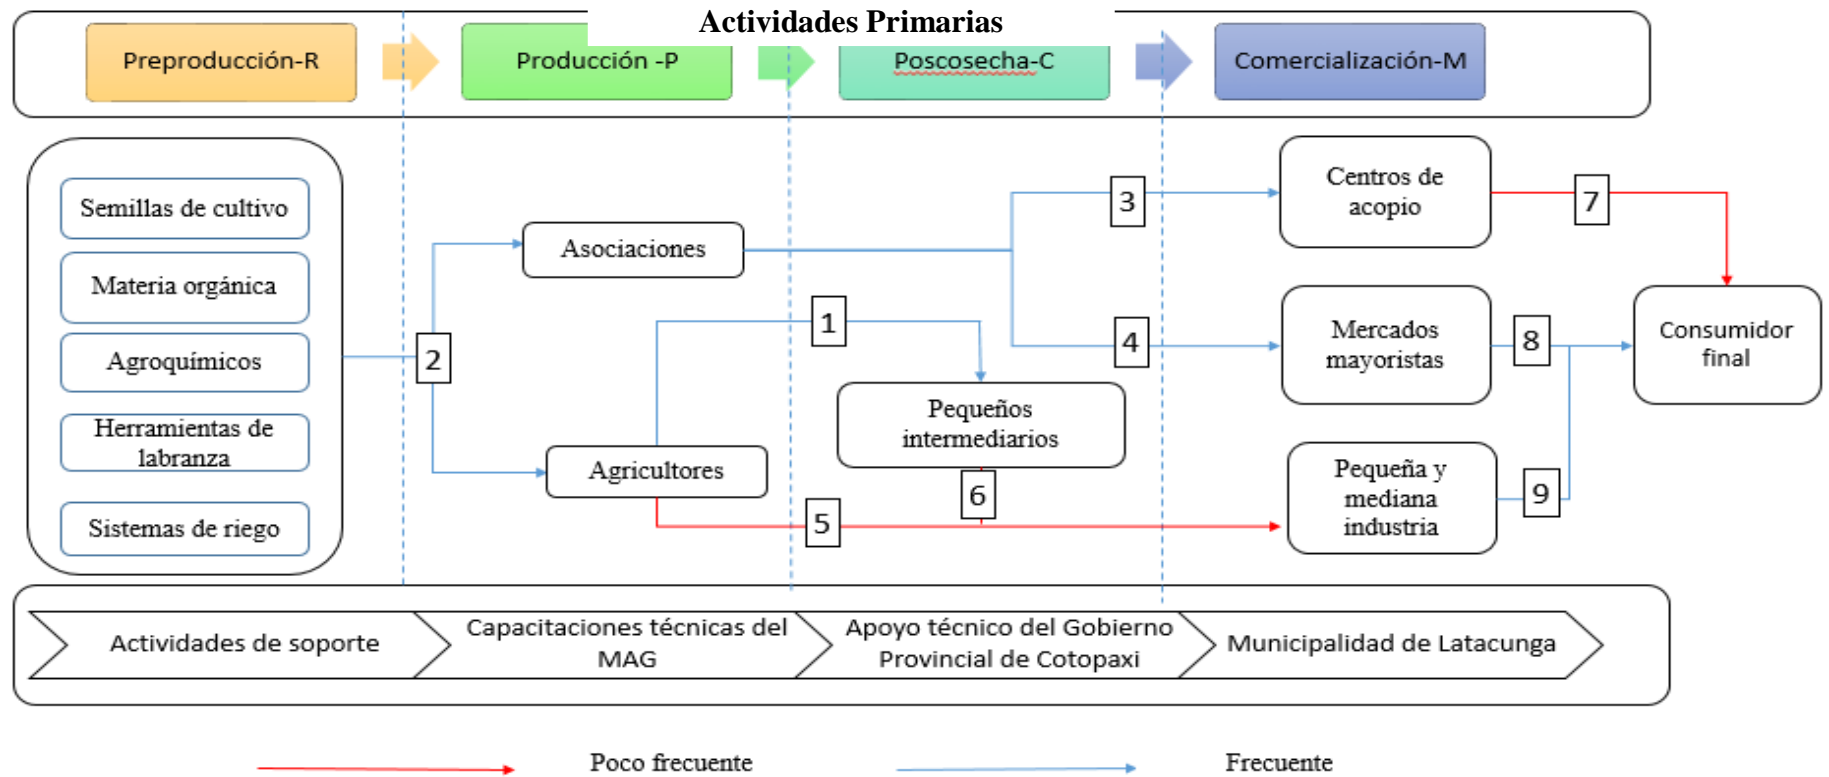 Actividades Primarias
Preproducción-R
Producción -P
Poscosecha-C
Comercialización-M
Semillas de cultivo
Materia orgánica
Agroquímicos
Herramientas de
labranza
Sistemas de riego
2
Asociaciones
Agricultores
1
Pequeños
intermediarios
6
5
3
4
Centros de
acopio
Mercados
mayoristas
Pequeña y
mediana
industria
7
8
9
Consumidor
final
Actividades de soporte
Capacitaciones técnicas del
MAG
Apoyo técnico del Gobierno
Provincial de Cotopaxi
Municipalidad de Latacunga
Poco frecuente
Frecuente